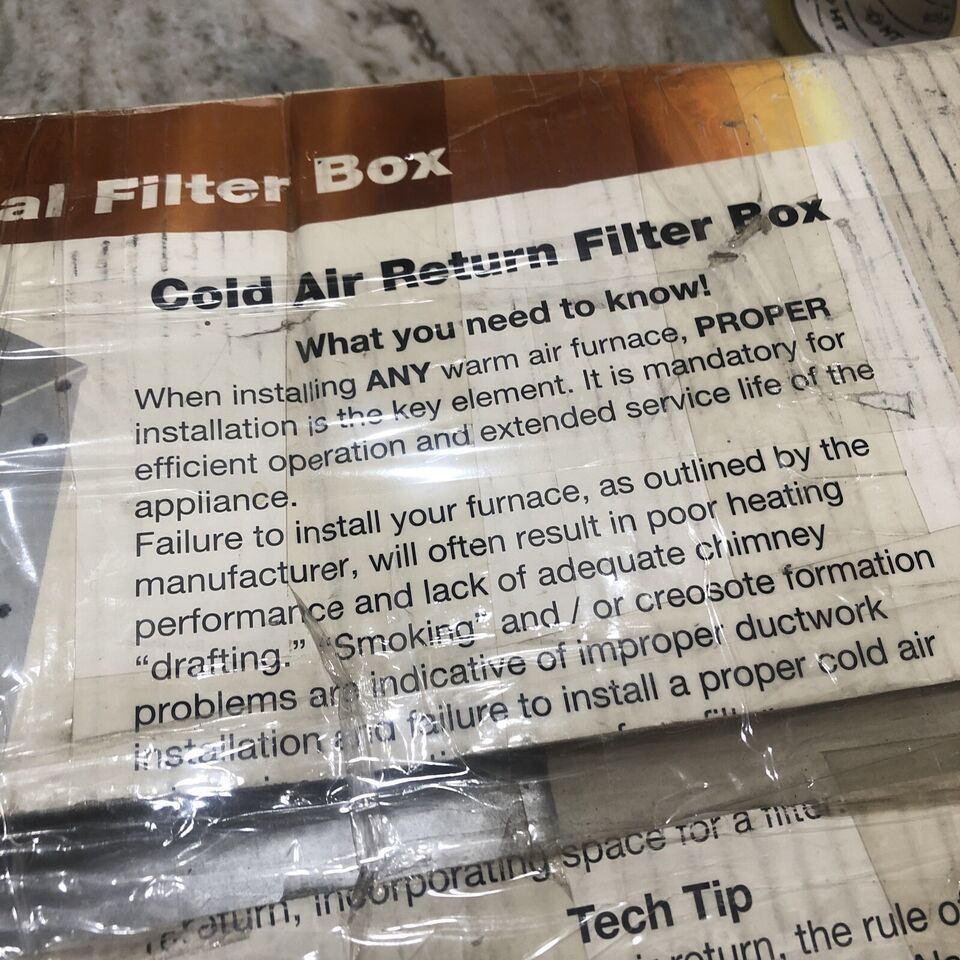 HT
HT
al Filter Box
Cold Air Return Filter Box
What you need to know!
When installing ANY warm air furnace, PROPER
installation is the key element. It is mandatory for
efficient operation and extended service life of the
appliance.
Failure to install your furnace, as outlined by the
manufacturer, will often result in poor heating
performance and lack of adequate chimney
“drafting.” “Smoking” and / or creosote formation
problems are indicative of improper ductwork
installation and failure to install a proper cold air
return, incorporating space for a filte
Tech Tip
return, the rule of